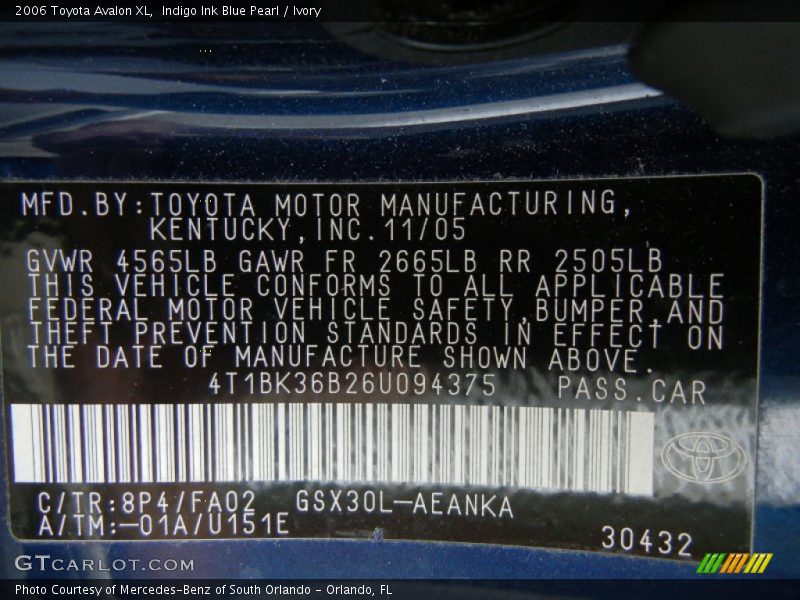 2006 Toyota Avalon XL,  Indigo Ink Blue Pearl / Ivory
MFD.BY:TOYOTA MOTOR MANUFACTURING,
KENTUCKY,INC.11/05
GVWR 4565LB GAWR FR 2665LB RR 2505LB
THIS VEHICLE CONFORMS TO ALL APPLICABLE
FEDERAL MOTOR VEHICLE SAFETY,BUMPER,AND
THEFT PREVENTION STANDARDS IN EFFECT ON
THE DATE OF MANUFACTURE SHOWN ABOVE.
4T1BK36B26U094375 PASS.CAR
C/TR:8P4/FA02 GSX30L-AEANKA
A/TM:-01A/U151E
30432
GTCARLOT.COM
Photo Courtesy of Mercedes-Benz of South Orlando - Orlando, FL